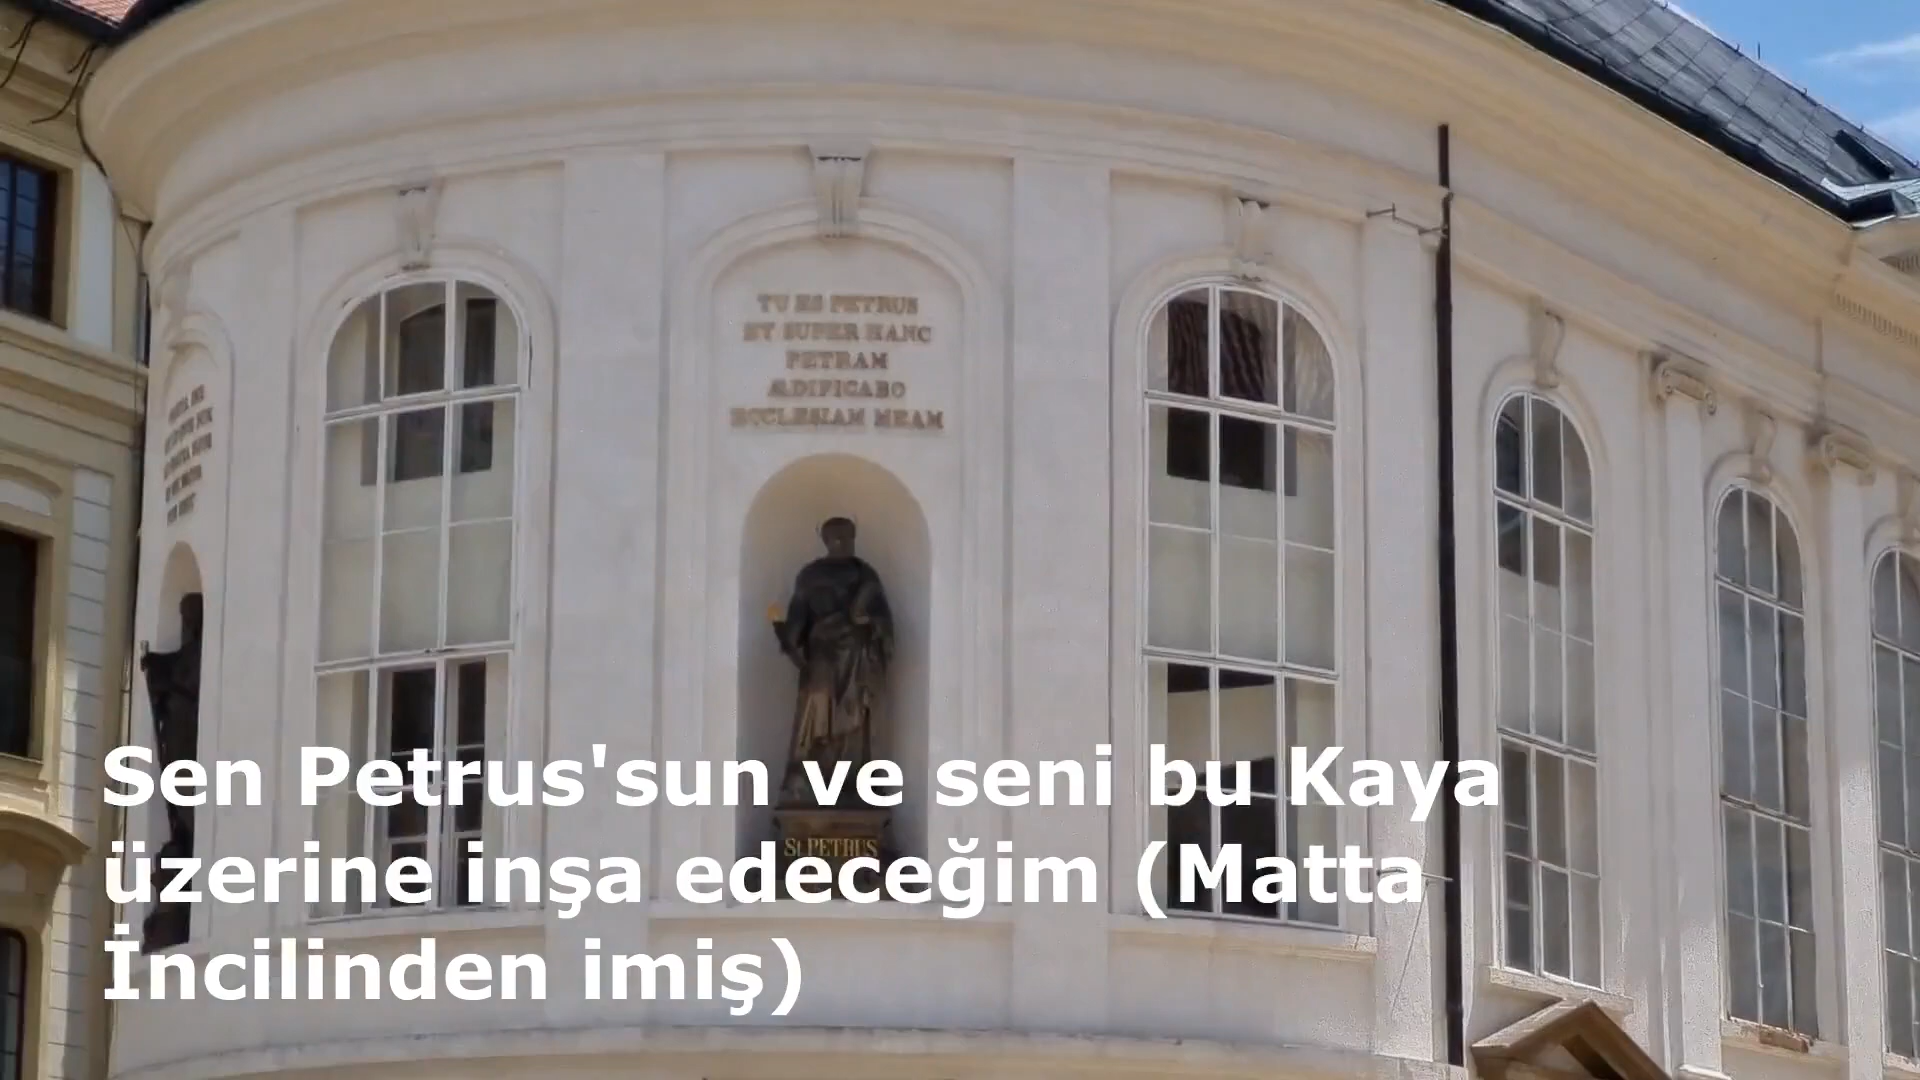 TU ES PETRUS
ET SUPER HANC
PETRAM
ÆDIFICABO
ECCLESIAM MEAM
St PETRUS
Sen Petrus'sun ve seni bu Kaya
üzerine inşa edeceğim (Matta
İncilinden imiş)